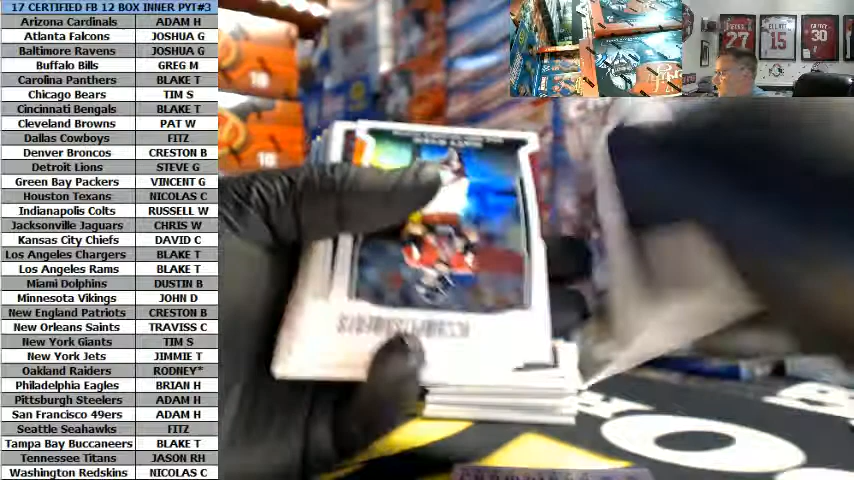 17 CERTIFIED FB 12 BOX INNER PYT#3
Arizona Cardinals ADAM H
Atlanta Falcons JOSHUA G
Baltimore Ravens JOSHUA G
Buffalo Bills GREG M
Carolina Panthers BLAKE T
Chicago Bears TIM S
Cincinnati Bengals BLAKE T
Cleveland Browns PAT W
Dallas Cowboys FITZ
Denver Broncos CRESTON B
Detroit Lions STEVE G
Green Bay Packers VINCENT G
Houston Texans NICOLAS C
Indianapolis Colts RUSSELL W
Jacksonville Jaguars CHRIS W
Kansas City Chiefs DAVID C
Los Angeles Chargers BLAKE T
Los Angeles Rams BLAKE T
Miami Dolphins DUSTIN B
Minnesota Vikings JOHN D
New England Patriots CRESTON B
New Orleans Saints TRAVISS C
New York Giants TIM S
New York Jets JIMMIE T
Oakland Raiders RODNEY*
Philadelphia Eagles BRIAN H
Pittsburgh Steelers ADAM H
San Francisco 49ers ADAM H
Seattle Seahawks FITZ
Tampa Bay Buccaneers BLAKE T
Tennessee Titans JASON RH
Washington Redskins NICOLAS C
27
15
30
10
10